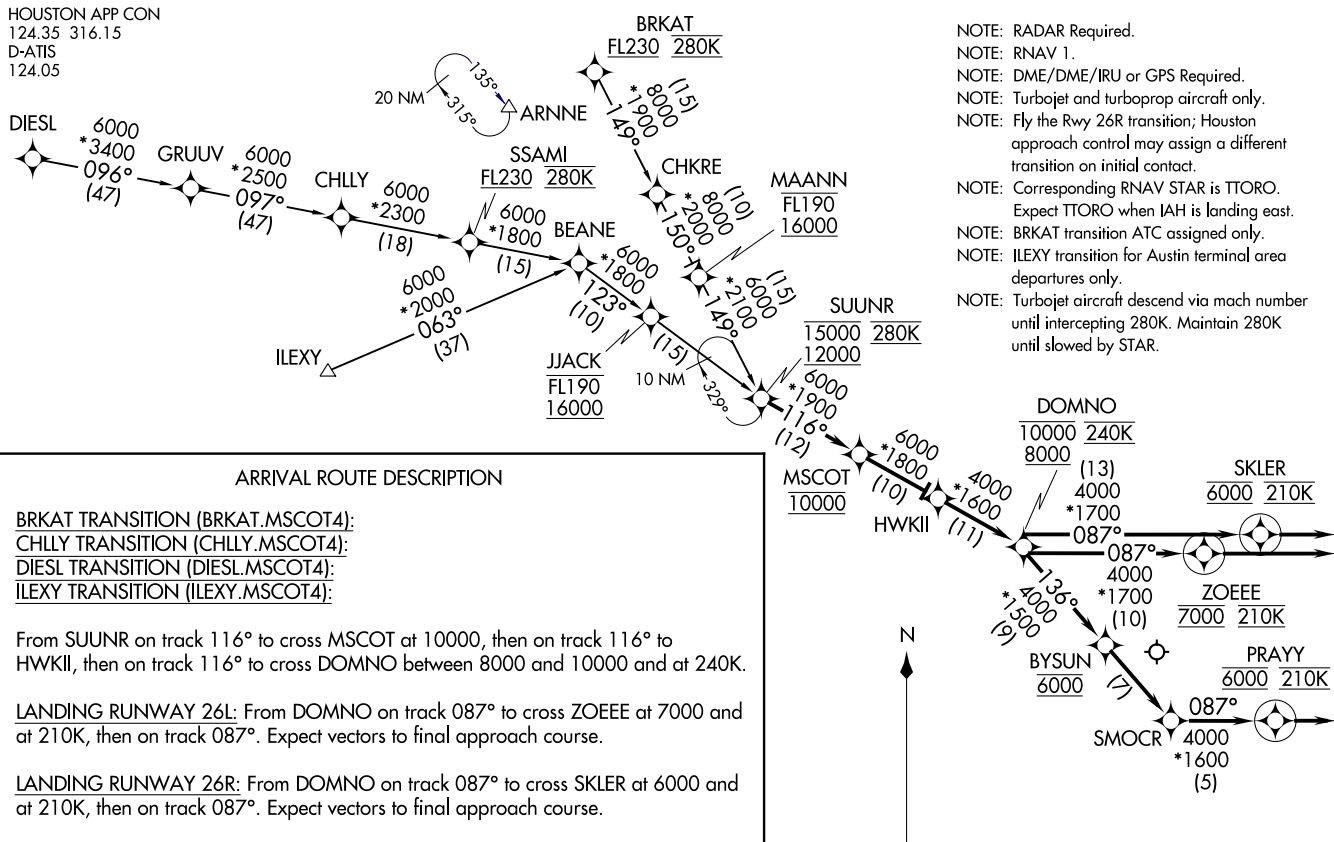 HOUSTON APP CON
124.35 316.15
D-ATIS
124.05
BRKAT
FL230 280K
NOTE: RADAR Required.
NOTE: RNAV 1.
NOTE: DME/DME/IRU or GPS Required.
NOTE: Turbojet and turboprop aircraft only.
NOTE: Fly the Rwy 26R transition; Houston
approach control may assign a different
transition on initial contact.
NOTE: Corresponding RNAV STAR is TTORO.
Expect TTORO when IAH is landing east.
NOTE: BRKAT transition ATC assigned only.
NOTE: ILEXY transition for Austin terminal area
departures only.
NOTE: Turbojet aircraft descend via mach number
until intercepting 280K. Maintain 280K
until slowed by STAR.
20 NM
135°
315°
ARNNE
(15)
8000
*1900
149°
DIESL
6000
*3400
096°
(47)
GRUUV
6000
*2500
097°
(47)
CHLLY
6000
*2300
(18)
SSAMI
FL230 280K
6000
*1800
(15)
BEANE
6000
*1800
123°
(10)
CHKRE
(10)
8000
*2000
150°
MAANN
FL190
16000
(15)
6000
*2100
149°
ILEXY
6000
*2000
063°
(37)
JJACK
FL190
16000
(15)
10 NM
329°
SUUNR
15000 280K
12000
6000
*1900
116°
(12)
MSCOT
10000
6000
*1800
(10)
HWKII
4000
*1600
(11)
DOMNO
10000 240K
8000
(13)
4000
*1700
087°
SKLER
6000 210K
087°
4000
*1700
(10)
ZOEEE
7000 210K
136°
4000
*1500
(9)
BYSUN
6000
(7)
SMOCR
087°
4000
*1600
(5)
PRAYY
6000 210K
N
ARRIVAL ROUTE DESCRIPTION
BRKAT TRANSITION (BRKAT.MSCOT4):
CHLLY TRANSITION (CHLLY.MSCOT4):
DIESL TRANSITION (DIESL.MSCOT4):
ILEXY TRANSITION (ILEXY.MSCOT4):
From SUUNR on track 116° to cross MSCOT at 10000, then on track 116° to
HWKII, then on track 116° to cross DOMNO between 8000 and 10000 and at 240K.
LANDING RUNWAY 26L: From DOMNO on track 087° to cross ZOEEE at 7000 and
at 210K, then on track 087°. Expect vectors to final approach course.
LANDING RUNWAY 26R: From DOMNO on track 087° to cross SKLER at 6000 and
at 210K, then on track 087°. Expect vectors to final approach course.